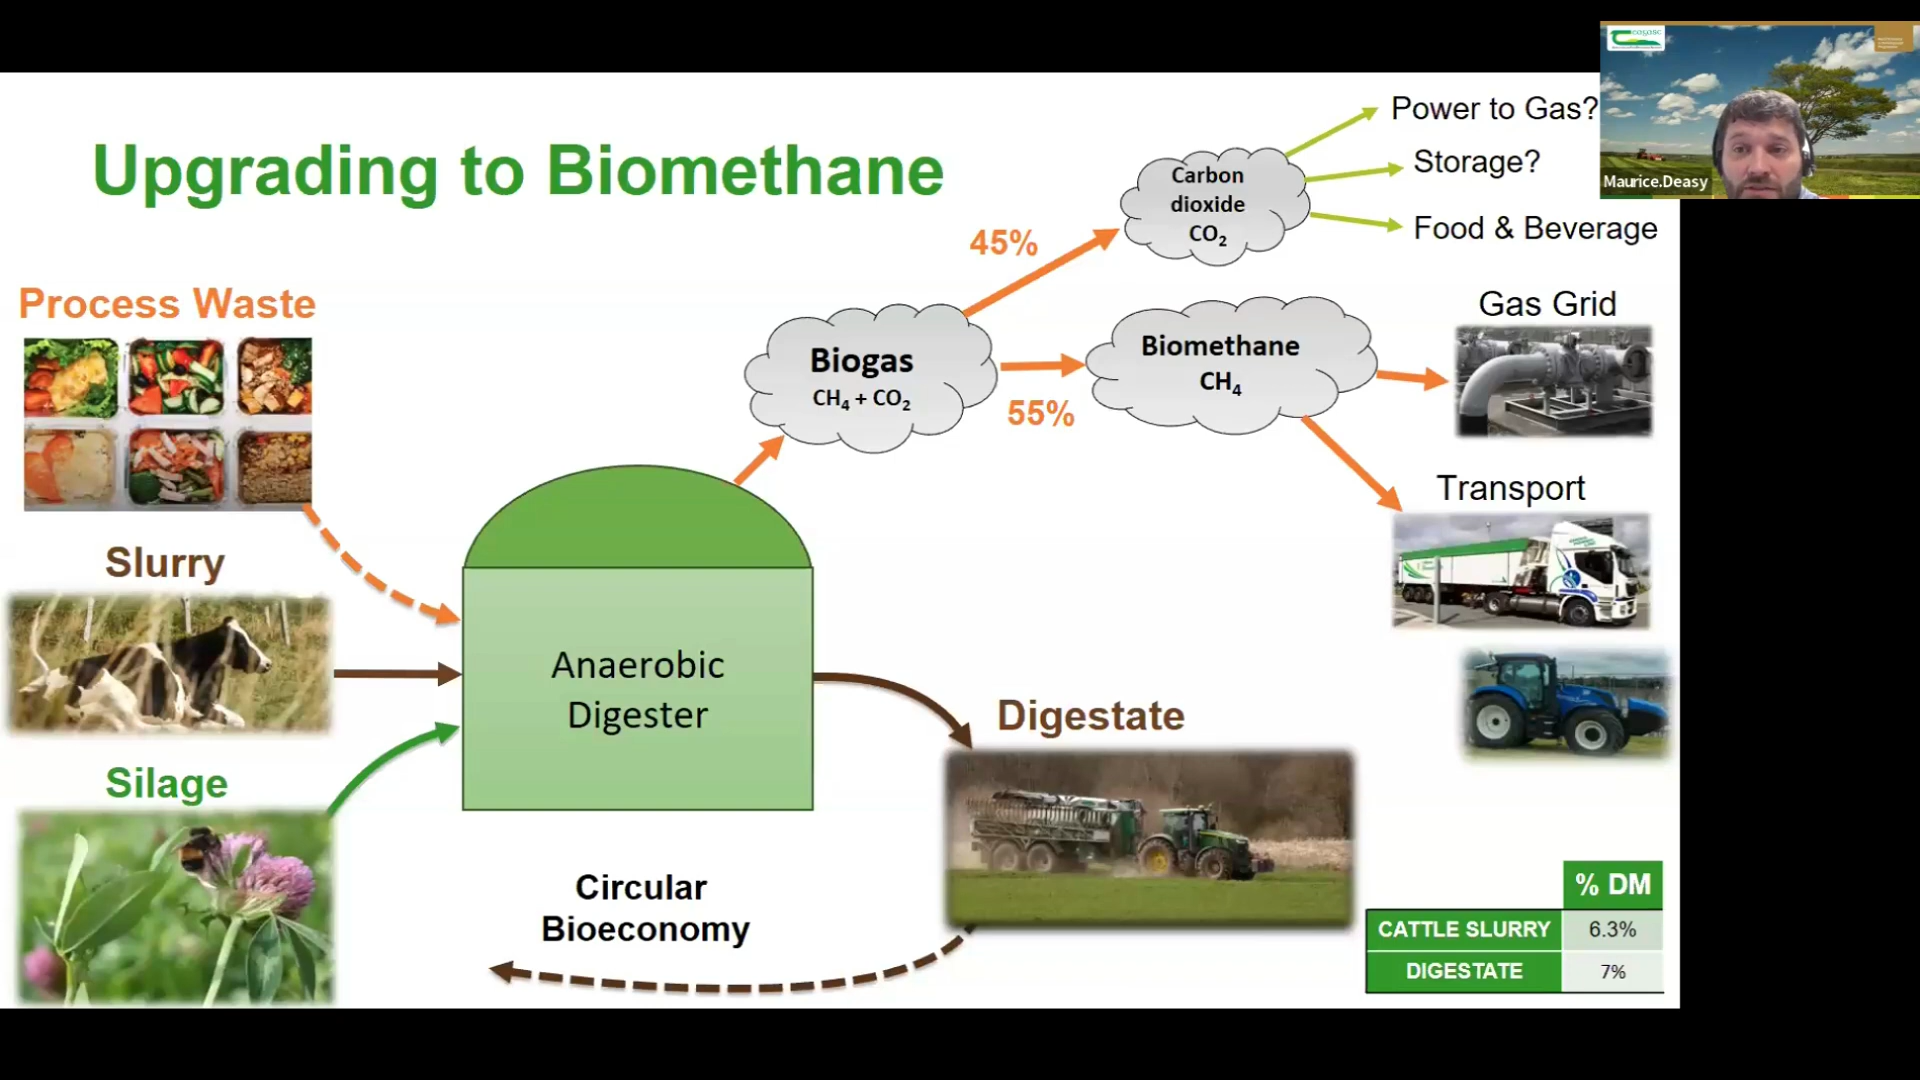 Upgrading to Biomethane
Process Waste
Slurry
Silage
Anaerobic
Digester
Biogas
CH₄ + CO₂
45%
55%
Carbon
dioxide
CO₂
Power to Gas?
Storage?
Food & Beverage
Biomethane
CH₄
Gas Grid
Transport
Digestate
Circular
Bioeconomy
% DM
CATTLE SLURRY 6.3%
DIGESTATE 7%
Maurice.Deasy